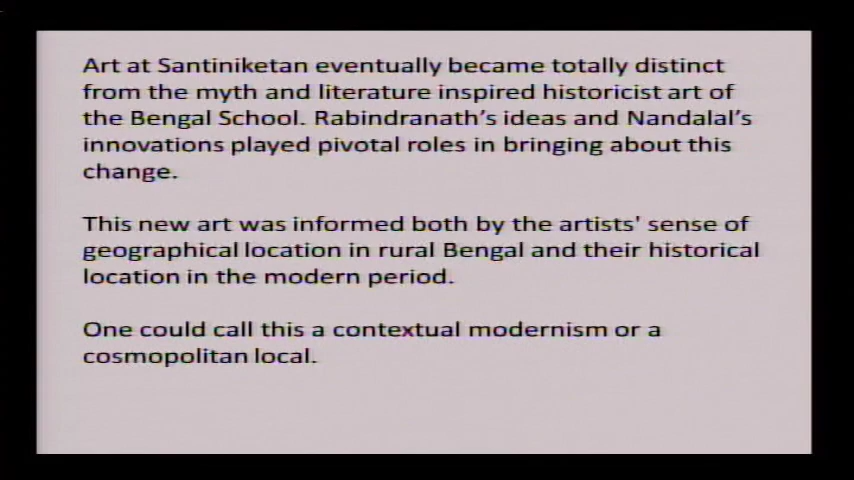 Art at Santiniketan eventually became totally distinct
from the myth and literature inspired historicist art of
the Bengal School. Rabindranath’s ideas and Nandalal’s
innovations played pivotal roles in bringing about this
change.
This new art was informed both by the artists' sense of
geographical location in rural Bengal and their historical
location in the modern period.
One could call this a contextual modernism or a
cosmopolitan local.